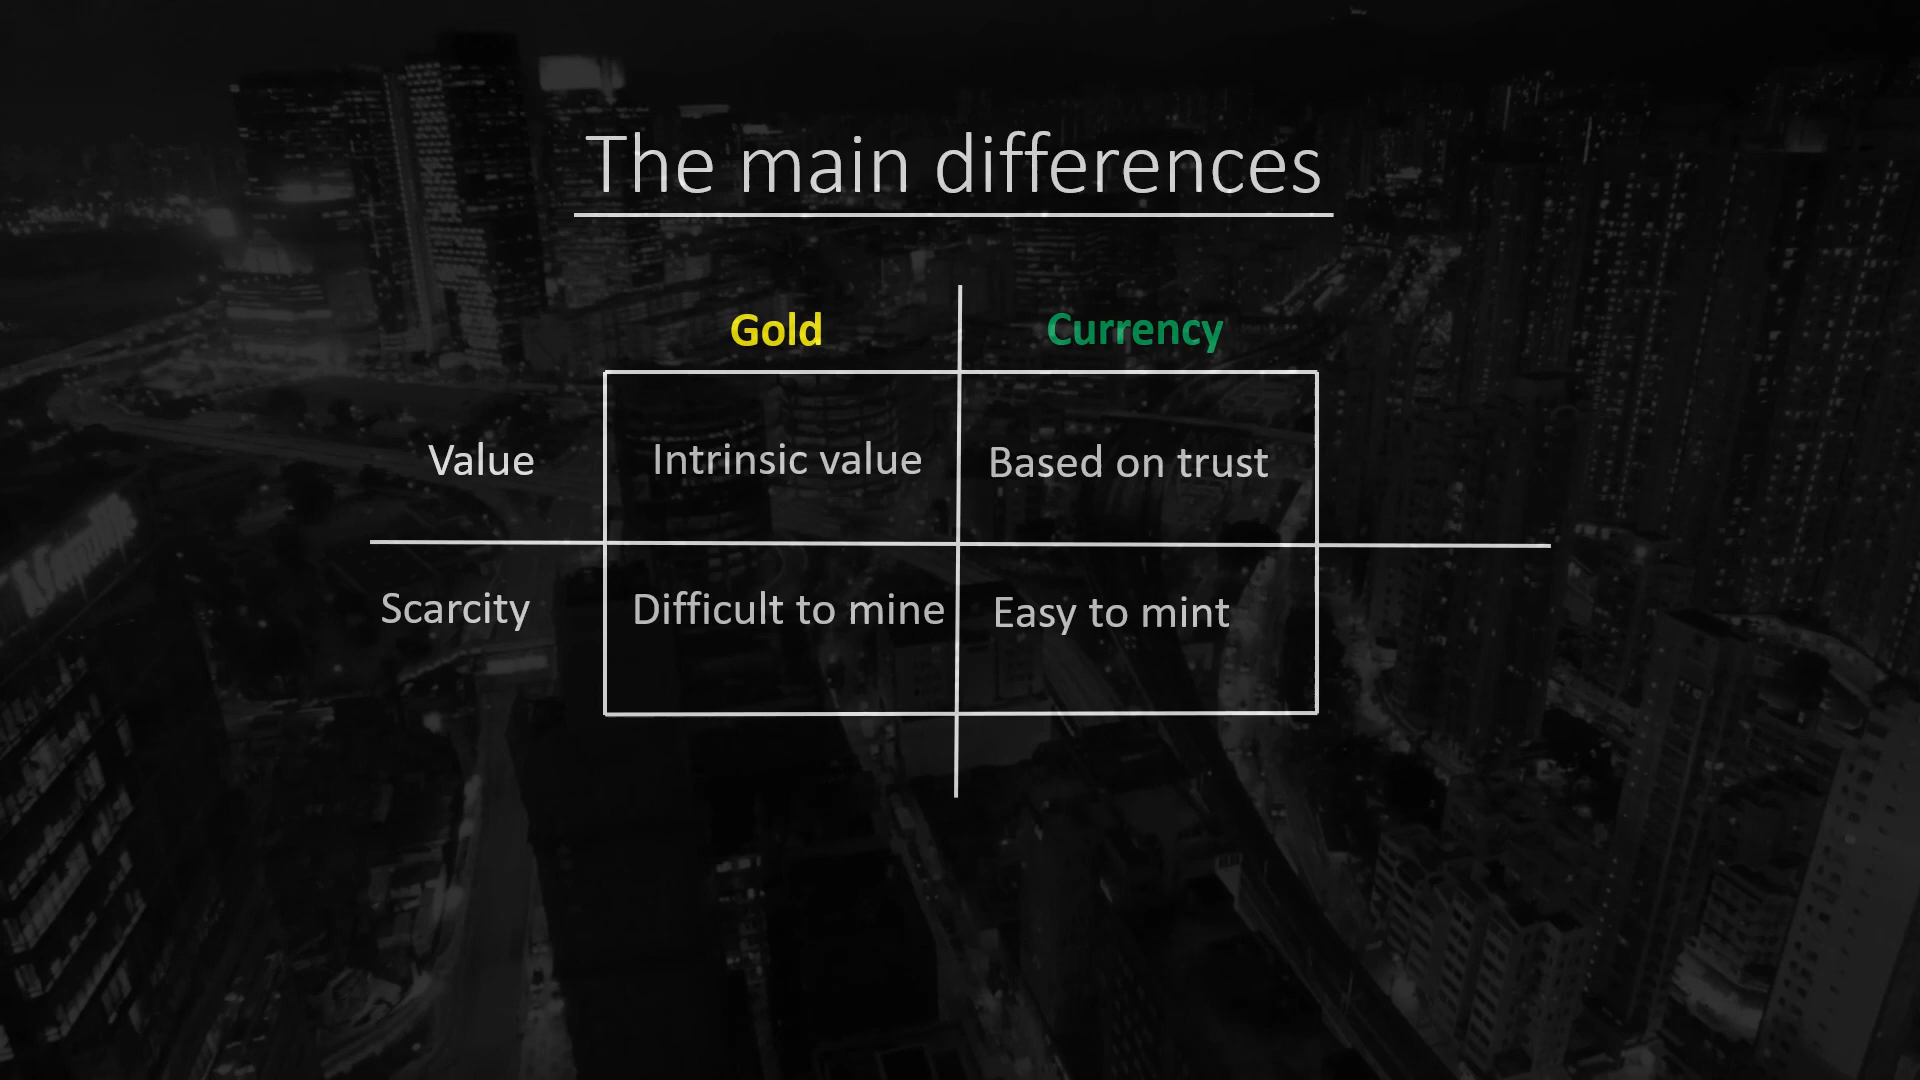 The main differences
Gold Currency
Value Intrinsic value Based on trust
Scarcity Difficult to mine Easy to mint